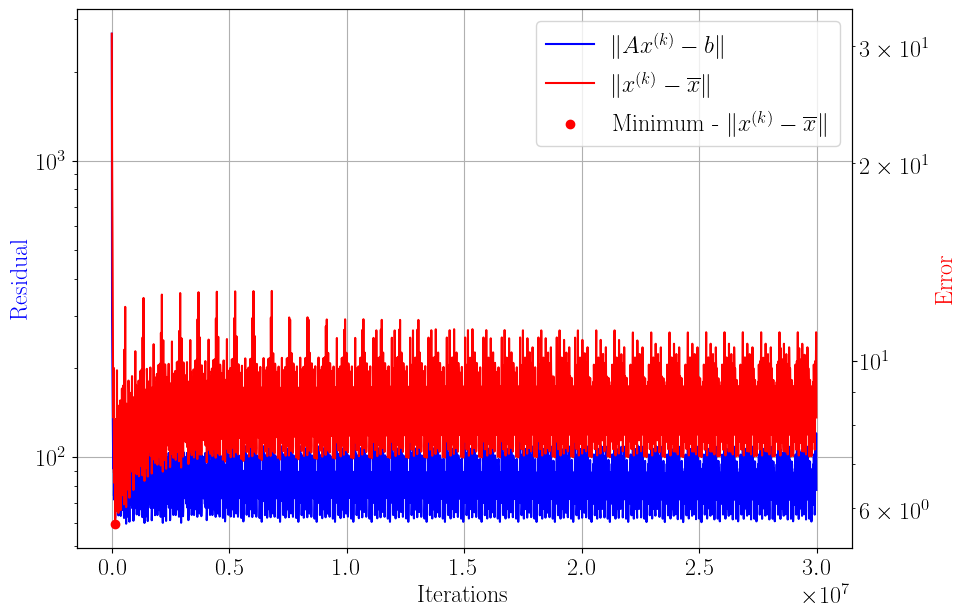 ‖Ax^{(k)} − b‖
‖x^{(k)} − x̅‖
Minimum - ‖x^{(k)} − x̅‖
Residual
10^3
10^2
3 × 10^1
2 × 10^1
10^1
6 × 10^0
Error
0.0 0.5 1.0 1.5 2.0 2.5 3.0
Iterations
×10^7